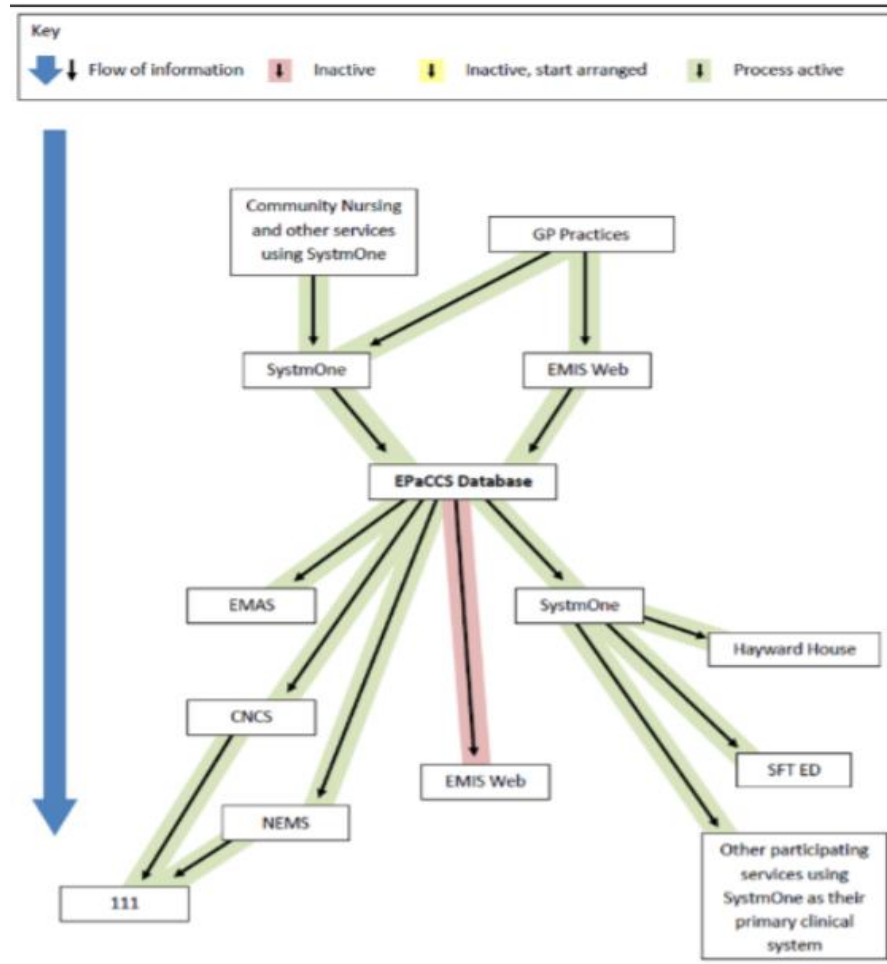 Key
Flow of information
Inactive
Inactive, start arranged
Process active
Community Nursing
and other services
using SystmOne
GP Practices
SystmOne
EMIS Web
EPaCCS Database
EMAS
SystmOne
Hayward House
CNCS
SFT ED
EMIS Web
NEMS
Other participating
services using
SystmOne as their
primary clinical
system
111